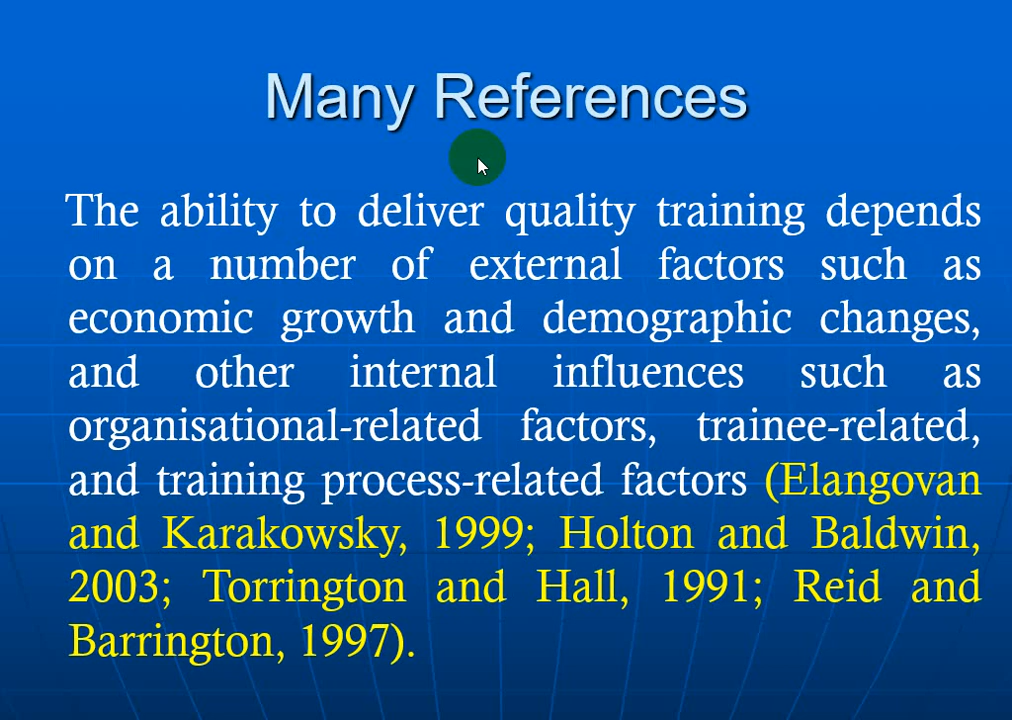 Many References
The ability to deliver quality training depends
on a number of external factors such as
economic growth and demographic changes,
and other internal influences such as
organisational-related factors, trainee-related,
and training process-related factors (Elangovan
and Karakowsky, 1999; Holton and Baldwin,
2003; Torrington and Hall, 1991; Reid and
Barrington, 1997).